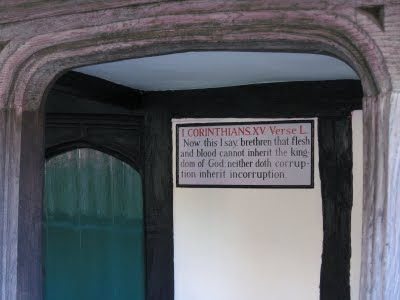 I. CORINTHIANS. XV Verse L.
Now this I say, brethren that flesh
and blood cannot inherit the king-
dom of God; neither doth corrup-
tion inherit incorruption.